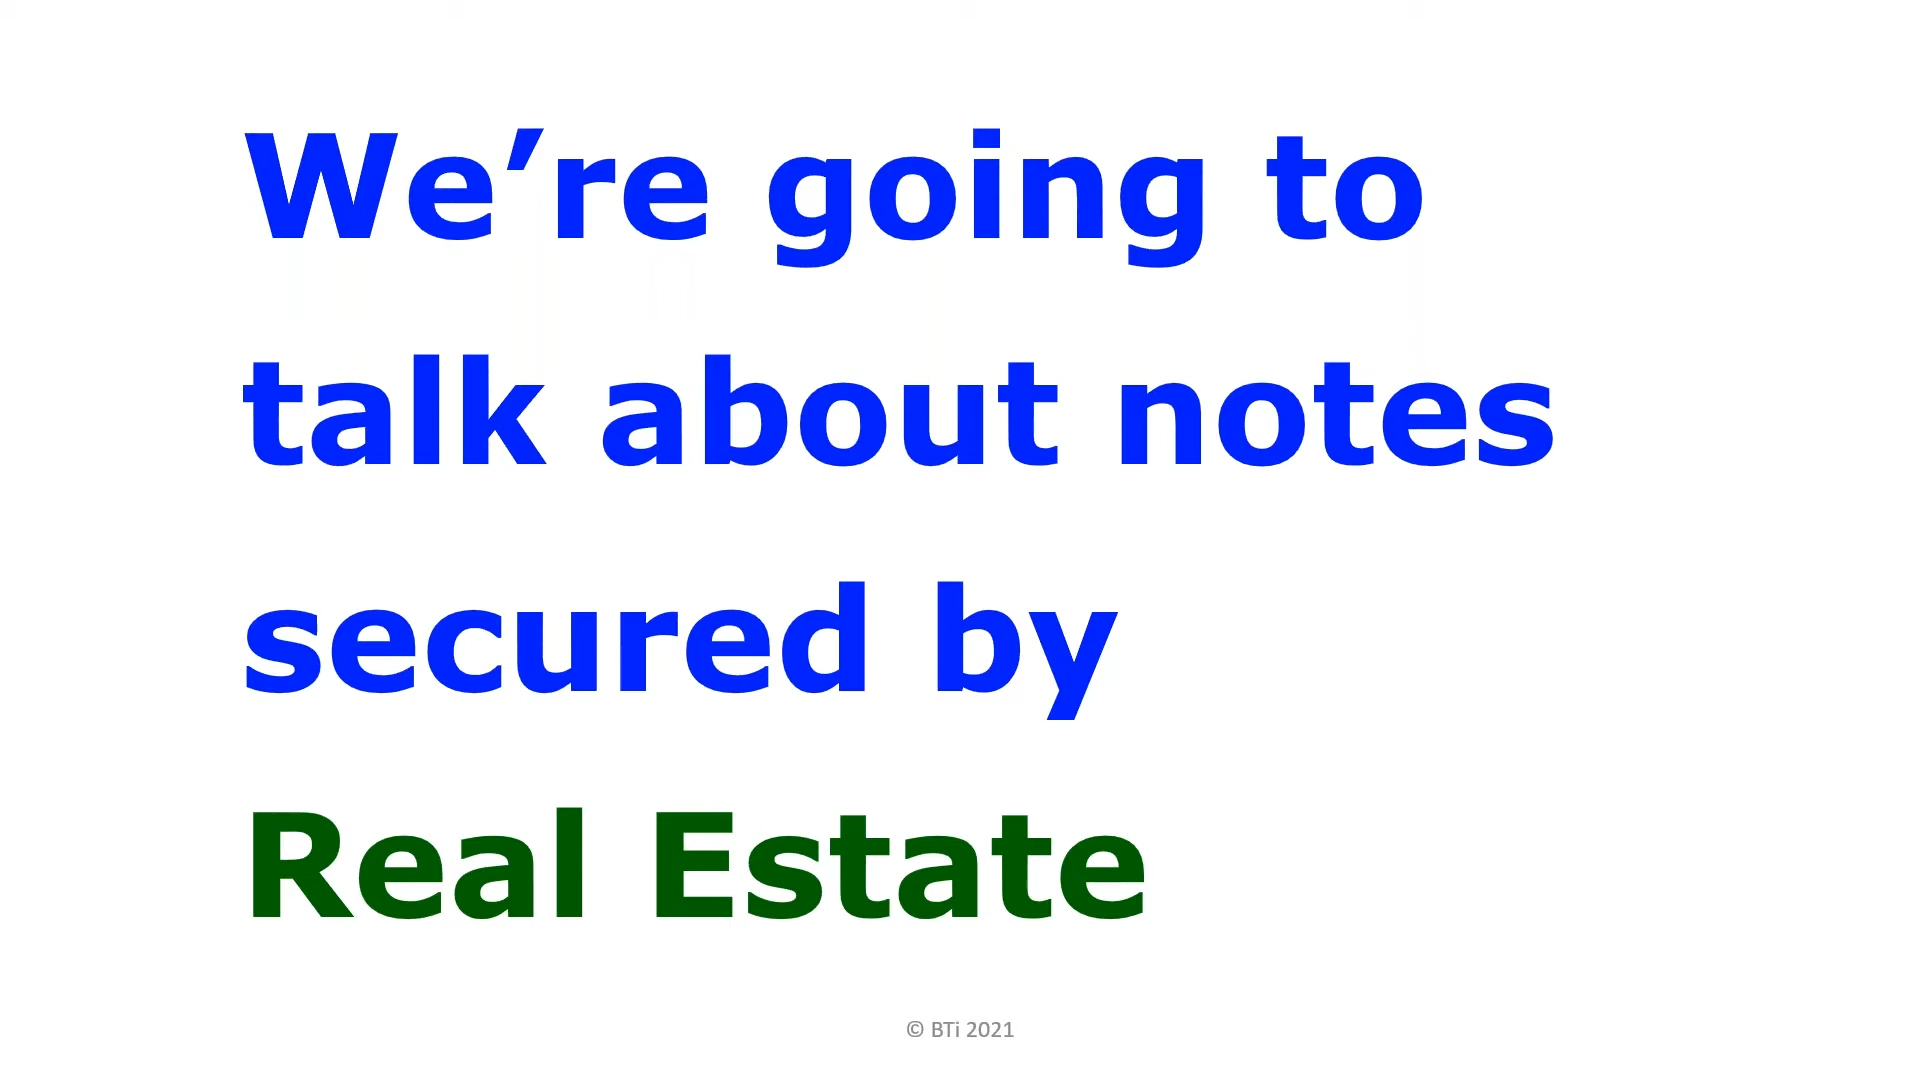 We’re going to
talk about notes
secured by
Real Estate
© BTi 2021